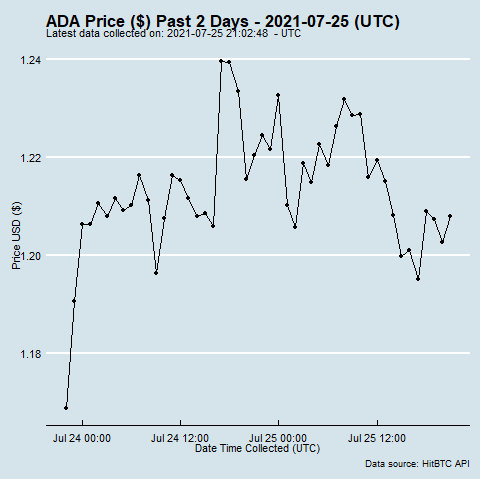 ADA Price ($) Past 2 Days - 2021-07-25 (UTC)
Latest data collected on: 2021-07-25 21:02:48 - UTC
1.24
1.22
1.20
1.18
Price USD ($)
Jul 24 00:00 Jul 24 12:00 Jul 25 00:00 Jul 25 12:00
Date Time Collected (UTC)
Data source: HitBTC API